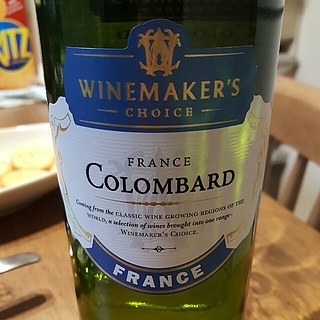 WINEMAKER'S
CHOICE
FRANCE
COLOMBARD
Coming from the CLASSIC WINE GROWING REGIONS OF THE
WORLD, a selection of wines brought into one range-
WINEMAKER'S CHOICE.
FRANCE